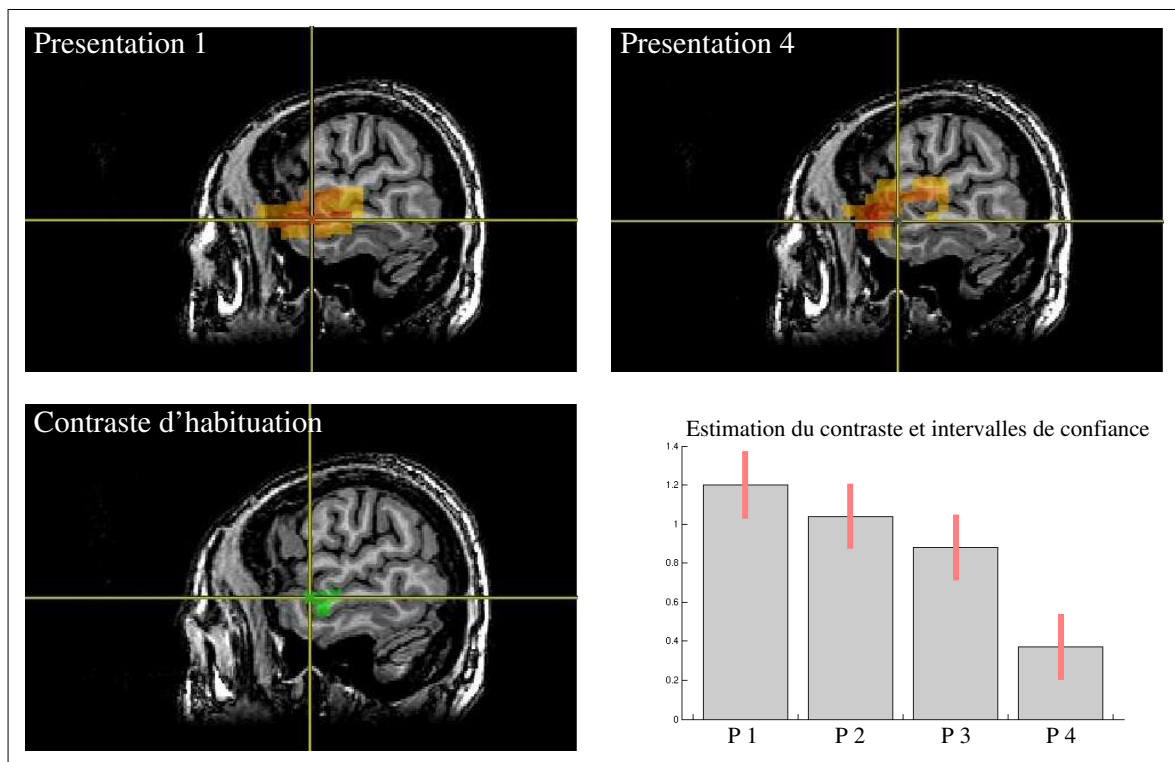 Presentation 1
Presentation 4
Contraste d'habituation
Estimation du contraste et intervalles de confiance
1.4
1.2
1
0.8
0.6
0.4
0.2
0
P 1 P 2 P 3 P 4